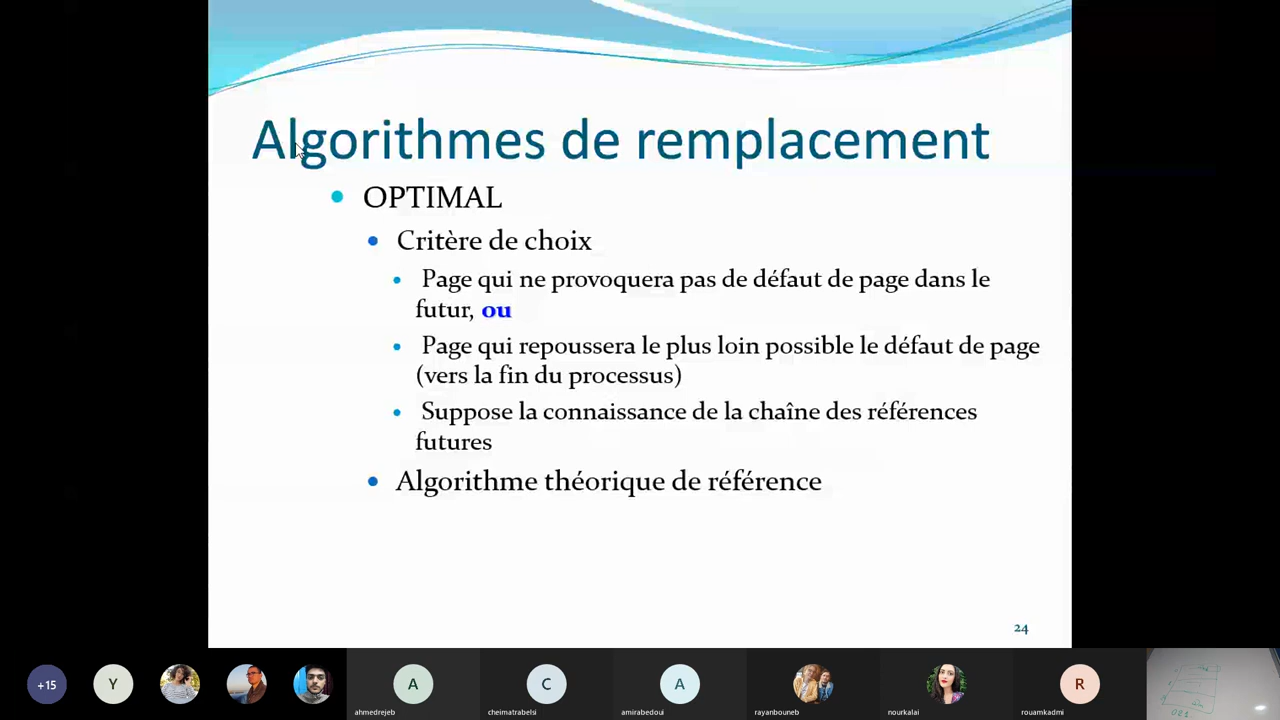 Algorithmes de remplacement
OPTIMAL
Critère de choix
Page qui ne provoquera pas de défaut de page dans le
futur, ou
Page qui repoussera le plus loin possible le défaut de page
(vers la fin du processus)
Suppose la connaissance de la chaîne des références
futures
Algorithme théorique de référence
24
+15
Y
A
C
A
R
ahmedrejeb
cheimatrabelsi
amirabedoui
rayanbouneb
nourkalai
rouamkadmi